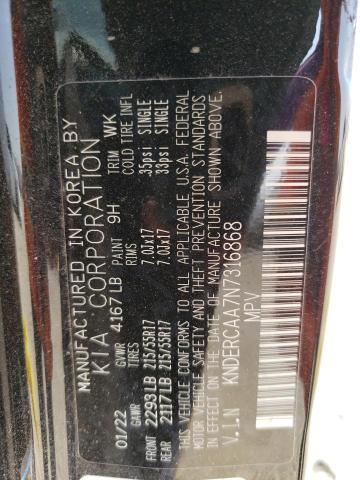 MANUFACTURED IN KOREA BY
KIA CORPORATION
01/22 GVWR 4167 LB PAINT 9H TRIM WK
GAWR TIRES RIMS COLD TIRE INFL
FRONT 2293 LB 215/55R17 7.0Jx17 35psi SINGLE
REAR 2117 LB 215/55R17 7.0Jx17 33psi SINGLE
THIS VEHICLE CONFORMS TO ALL APPLICABLE U.S.A. FEDERAL
MOTOR VEHICLE SAFETY AND THEFT PREVENTION STANDARDS
IN EFFECT ON THE DATE OF MANUFACTURE SHOWN ABOVE.
V.I.N KNDERCAA7N7316868
MPV